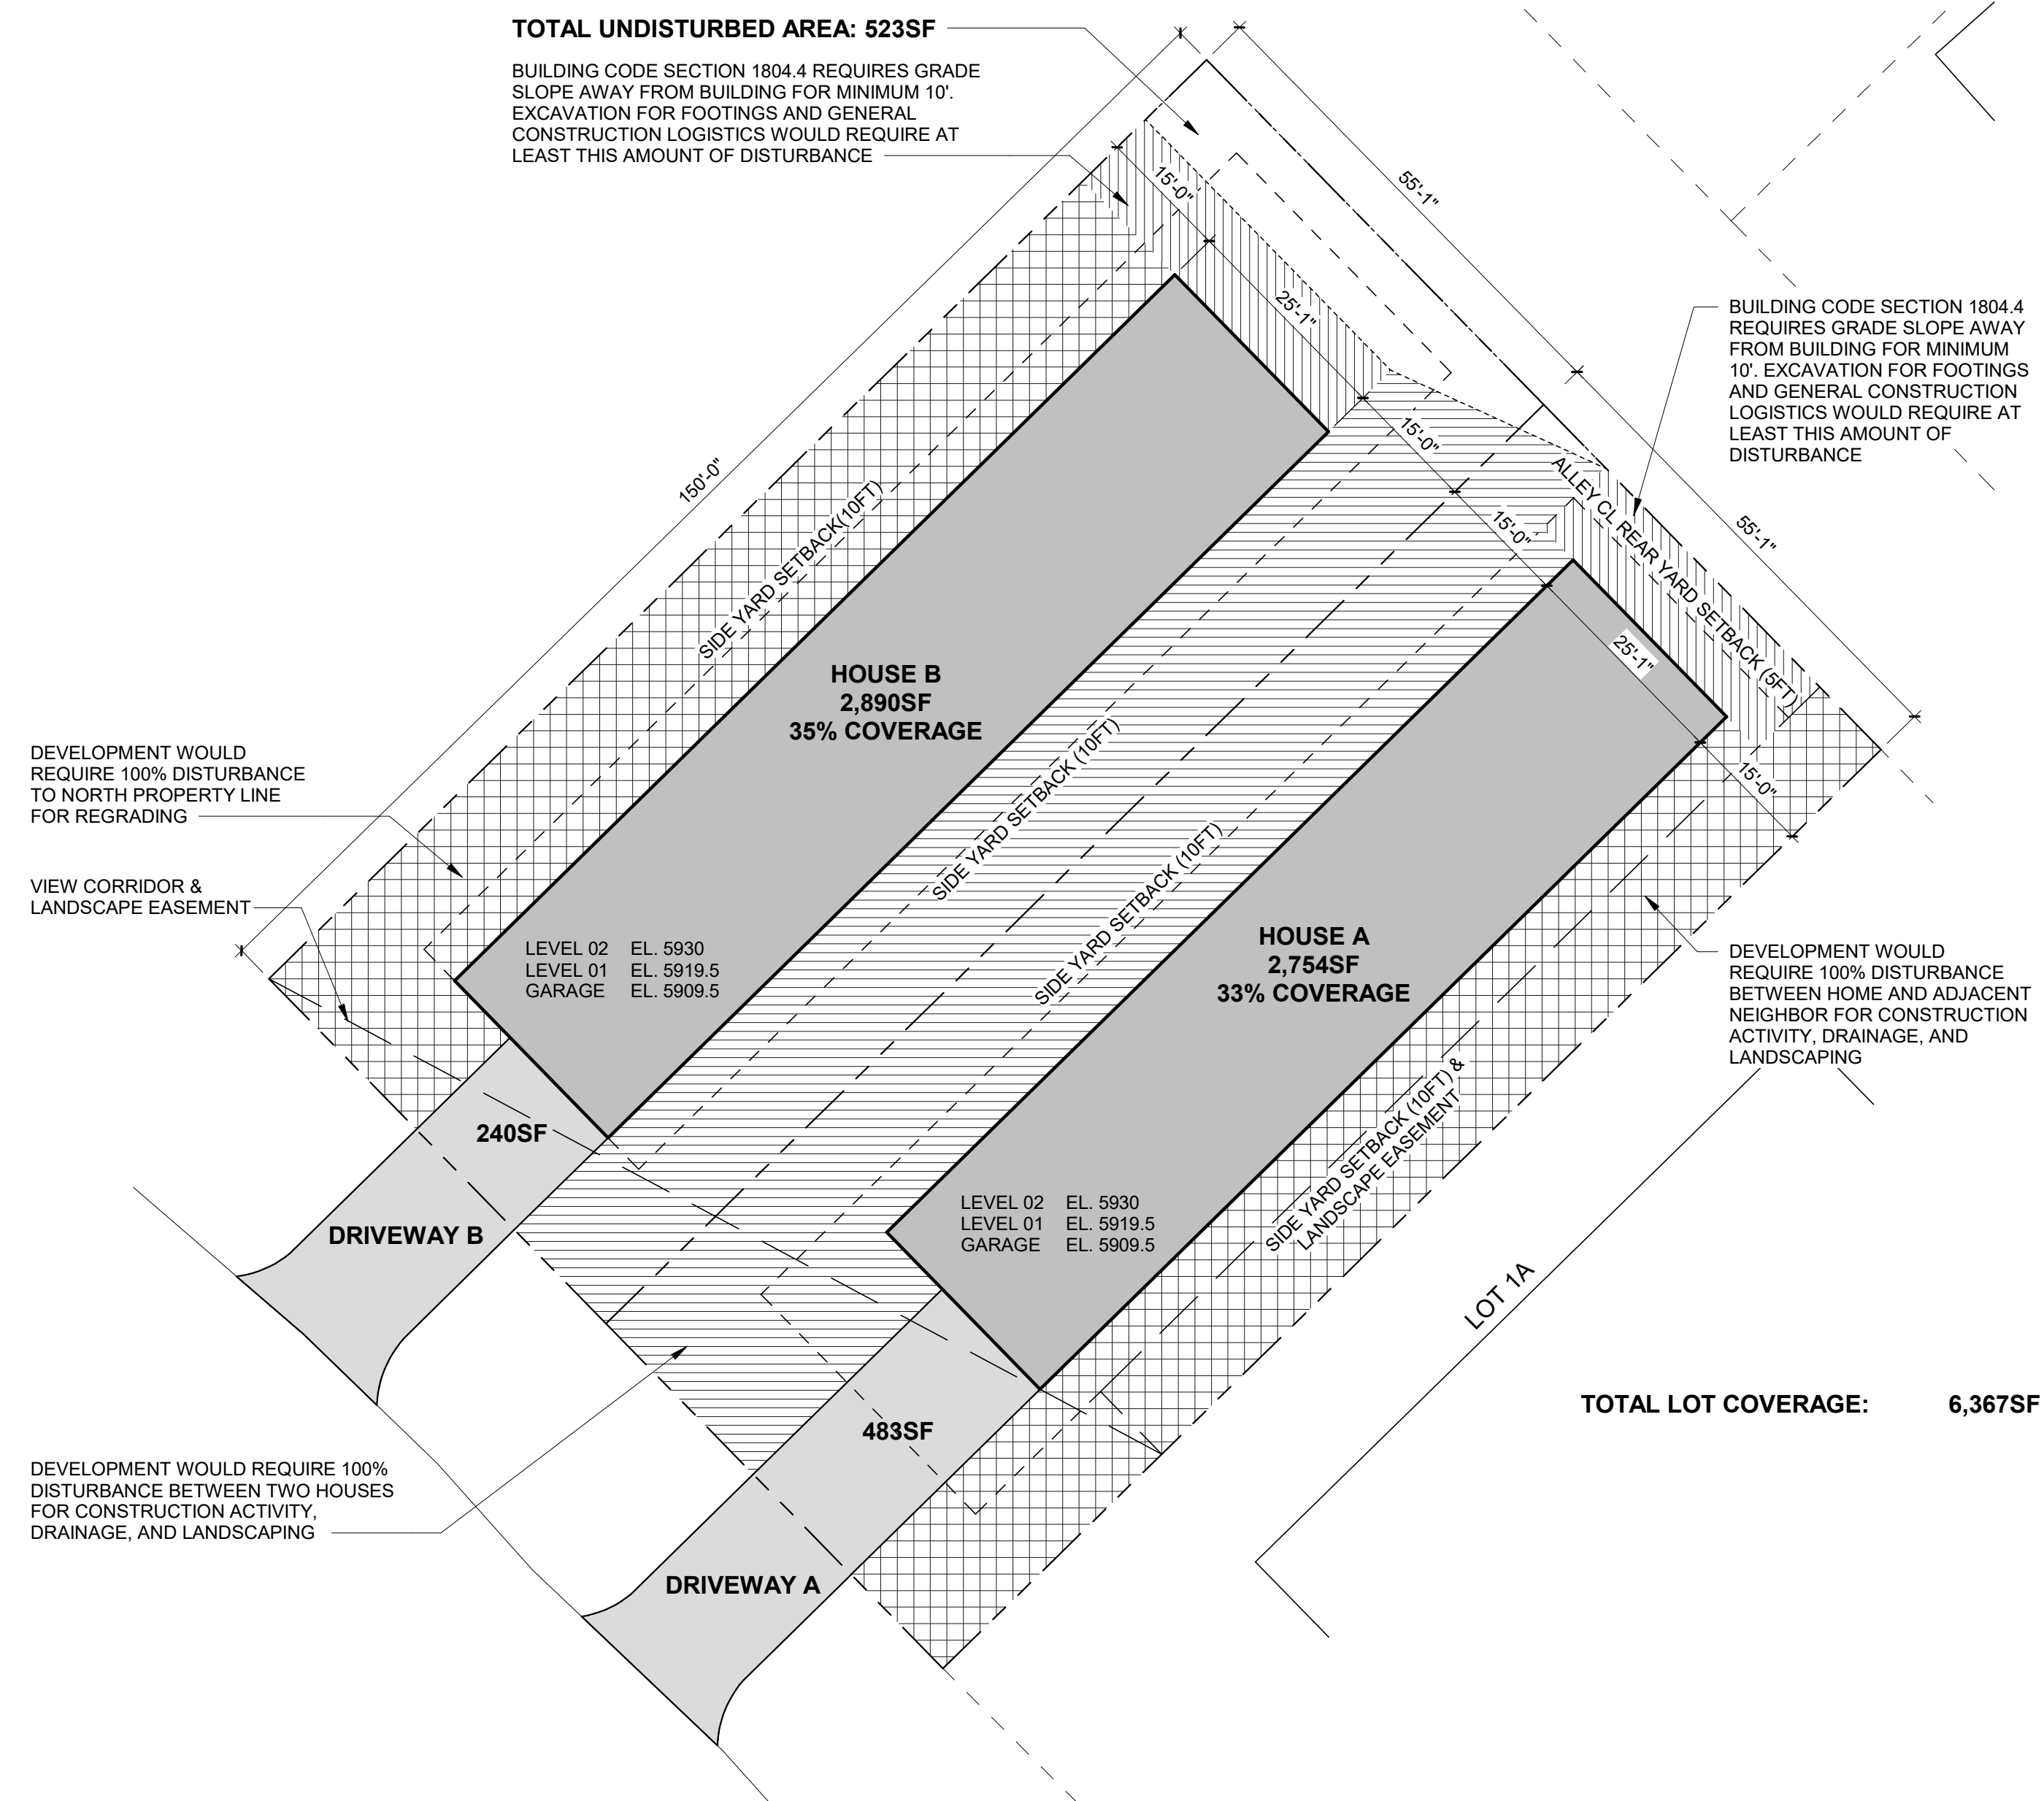 TOTAL UNDISTURBED AREA: 523SF
BUILDING CODE SECTION 1804.4 REQUIRES GRADE
SLOPE AWAY FROM BUILDING FOR MINIMUM 10'.
EXCAVATION FOR FOOTINGS AND GENERAL
CONSTRUCTION LOGISTICS WOULD REQUIRE AT
LEAST THIS AMOUNT OF DISTURBANCE
15'-0"
55'-1"
25'-1"
BUILDING CODE SECTION 1804.4
REQUIRES GRADE SLOPE AWAY
FROM BUILDING FOR MINIMUM
10'. EXCAVATION FOR FOOTINGS
AND GENERAL CONSTRUCTION
LOGISTICS WOULD REQUIRE AT
LEAST THIS AMOUNT OF
DISTURBANCE
15'-0"
150'-0"
ALLEY CL REAR YARD SETBACK (5FT)
15'-0"
55'-1"
SIDE YARD SETBACK(10FT)
25'-1"
HOUSE B
2,890SF
35% COVERAGE
15'-0"
DEVELOPMENT WOULD
REQUIRE 100% DISTURBANCE
TO NORTH PROPERTY LINE
FOR REGRADING
SIDE YARD SETBACK (10FT)
SIDE YARD SETBACK (10FT)
VIEW CORRIDOR &
LANDSCAPE EASEMENT
LEVEL 02 EL. 5930
LEVEL 01 EL. 5919.5
GARAGE EL. 5909.5
HOUSE A
2,754SF
33% COVERAGE
DEVELOPMENT WOULD
REQUIRE 100% DISTURBANCE
BETWEEN HOME AND ADJACENT
NEIGHBOR FOR CONSTRUCTION
ACTIVITY, DRAINAGE, AND
LANDSCAPING
240SF
DRIVEWAY B
LEVEL 02 EL. 5930
LEVEL 01 EL. 5919.5
GARAGE EL. 5909.5
SIDE YARD SETBACK (10FT) &
LANDSCAPE EASEMENT
LOT 1A
TOTAL LOT COVERAGE: 6,367SF
483SF
DEVELOPMENT WOULD REQUIRE 100%
DISTURBANCE BETWEEN TWO HOUSES
FOR CONSTRUCTION ACTIVITY,
DRAINAGE, AND LANDSCAPING
DRIVEWAY A